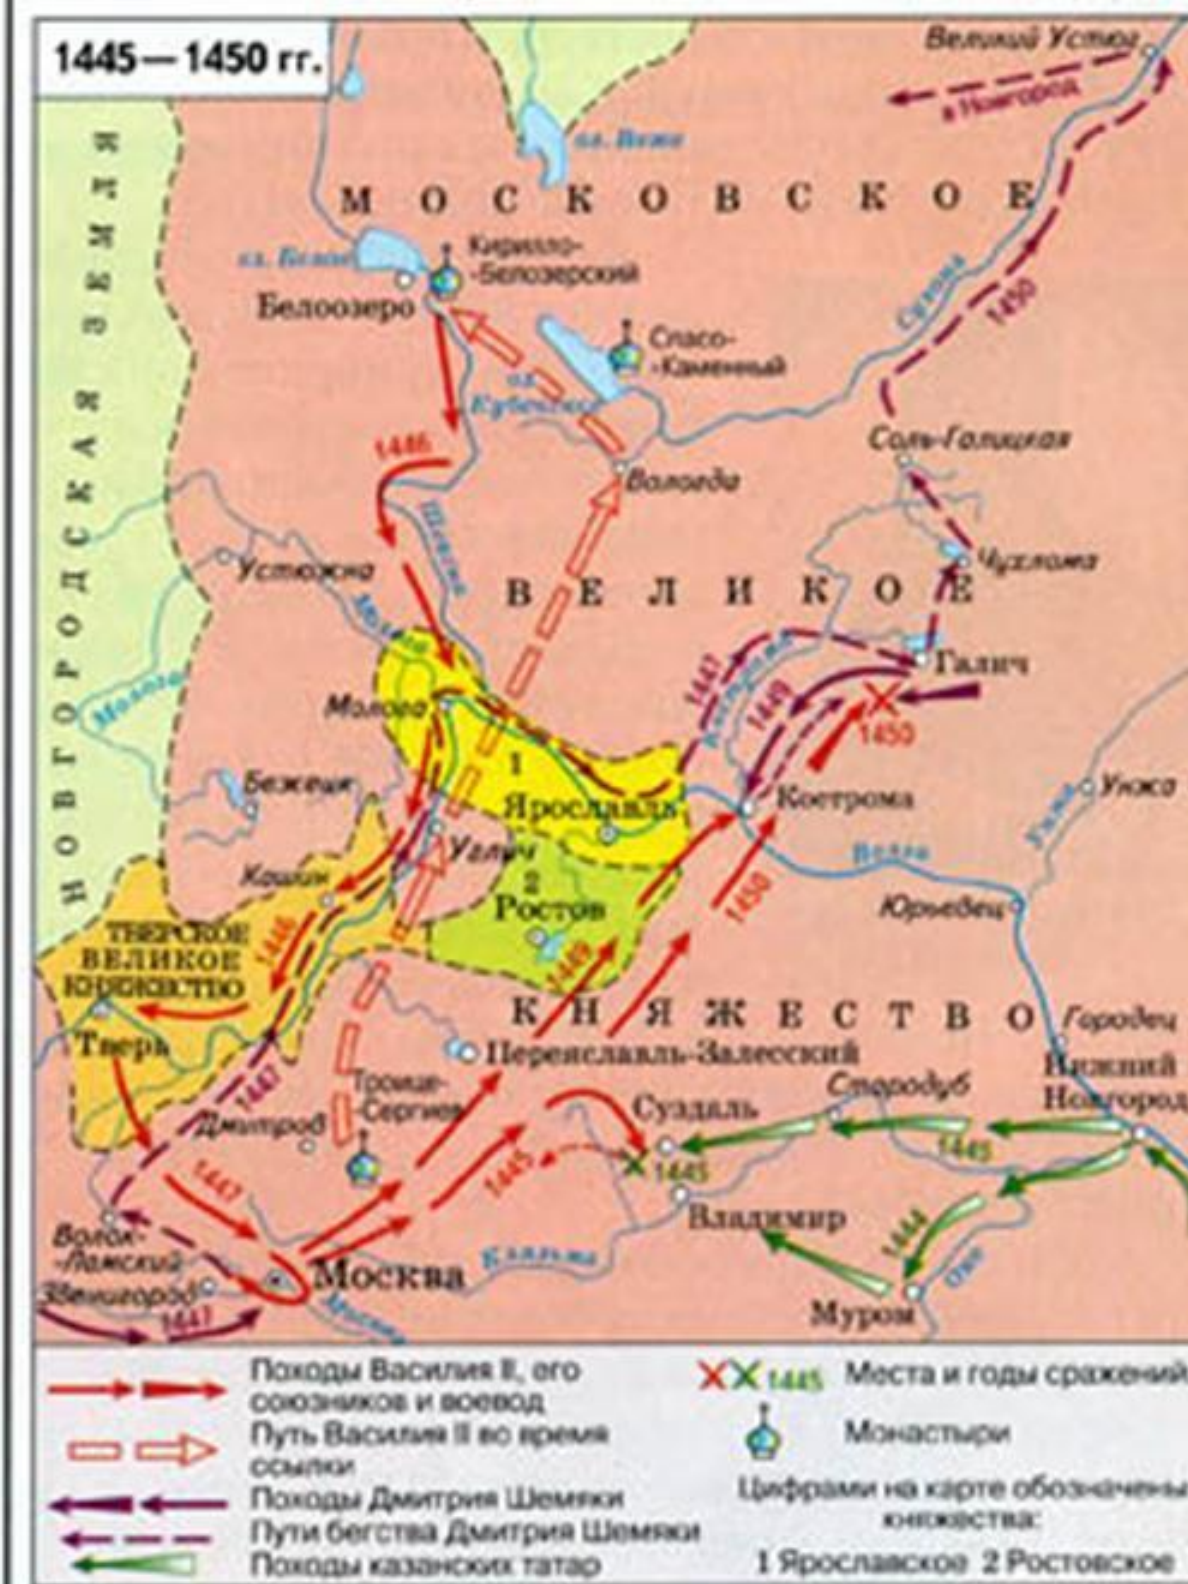 1445—1450 гг.
Великий Устюг
в Новгород
оз. Воже
МОСКОВСКОЕ
оз. Белое
Кирилло-
-Белозерский
Белоозеро
Сухона
1450
Спасо-
-Каменный
оз.
Кубенское
1446
Соль-Галицкая
Вологда
Шексна
Устюжна
Чухлома
ВЕЛИКОЕ
НОВГОРОДСКАЯ ЗЕМЛЯ
Молога
Молога
1447
Кострома
1449
Галич
Молога
1450
1
Бежецк
Ярославль
Кострома
Унжа
Унжа
Углич
Волга
Кашин
2
Ростов
1450
Юрьевец
ТВЕРСКОЕ
ВЕЛИКОЕ
КНЯЖЕСТВО
1446
1449
КНЯЖЕСТВО
Городец
Тверь
Переяславль-Залесский
Нижний
Новгород
1447
Троице-
-Сергиев
Стародуб
Дмитров
Суздаль
1445
1447
1445
1445
Владимир
1444
Волок-
-Ламский
Клязьма
Ока
Звенигород
Москва
Москва
Муром
1447
Походы Василия II, его
союзников и воевод
Путь Василия II во время
ссылки
Походы Дмитрия Шемяки
Пути бегства Дмитрия Шемяки
Походы казанских татар
1445 Места и годы сражений
Монастыри
Цифрами на карте обозначены
княжества:
1 Ярославское 2 Ростовское